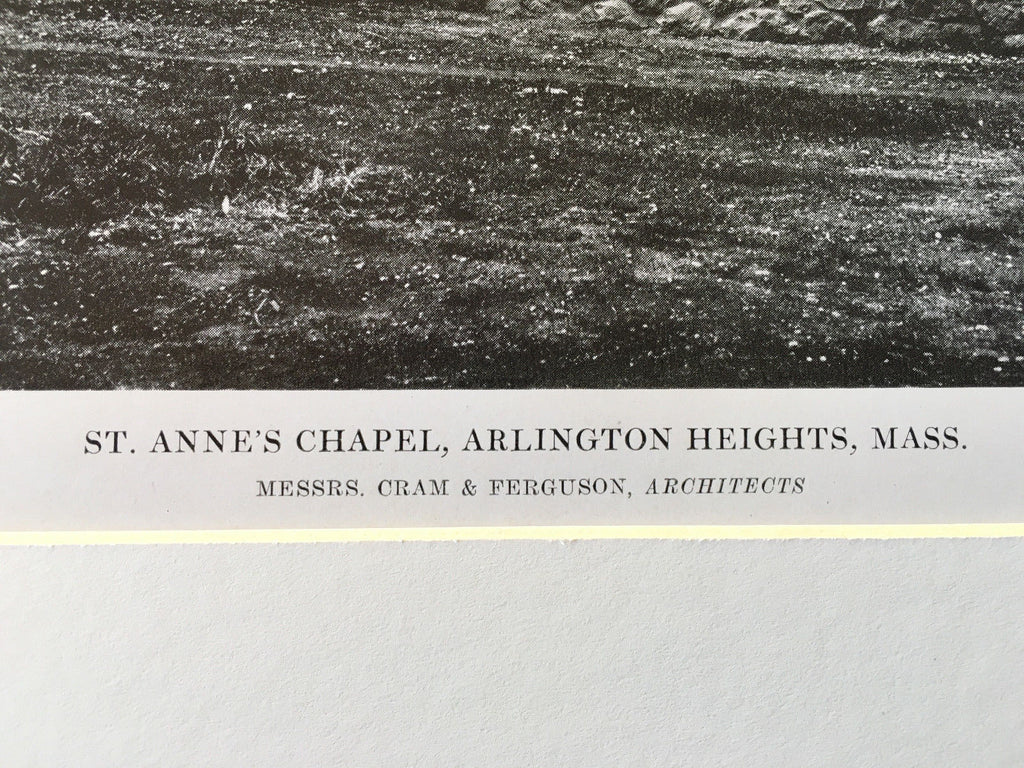 ST. ANNE'S CHAPEL, ARLINGTON HEIGHTS, MASS.
MESSRS. CRAM & FERGUSON, ARCHITECTS